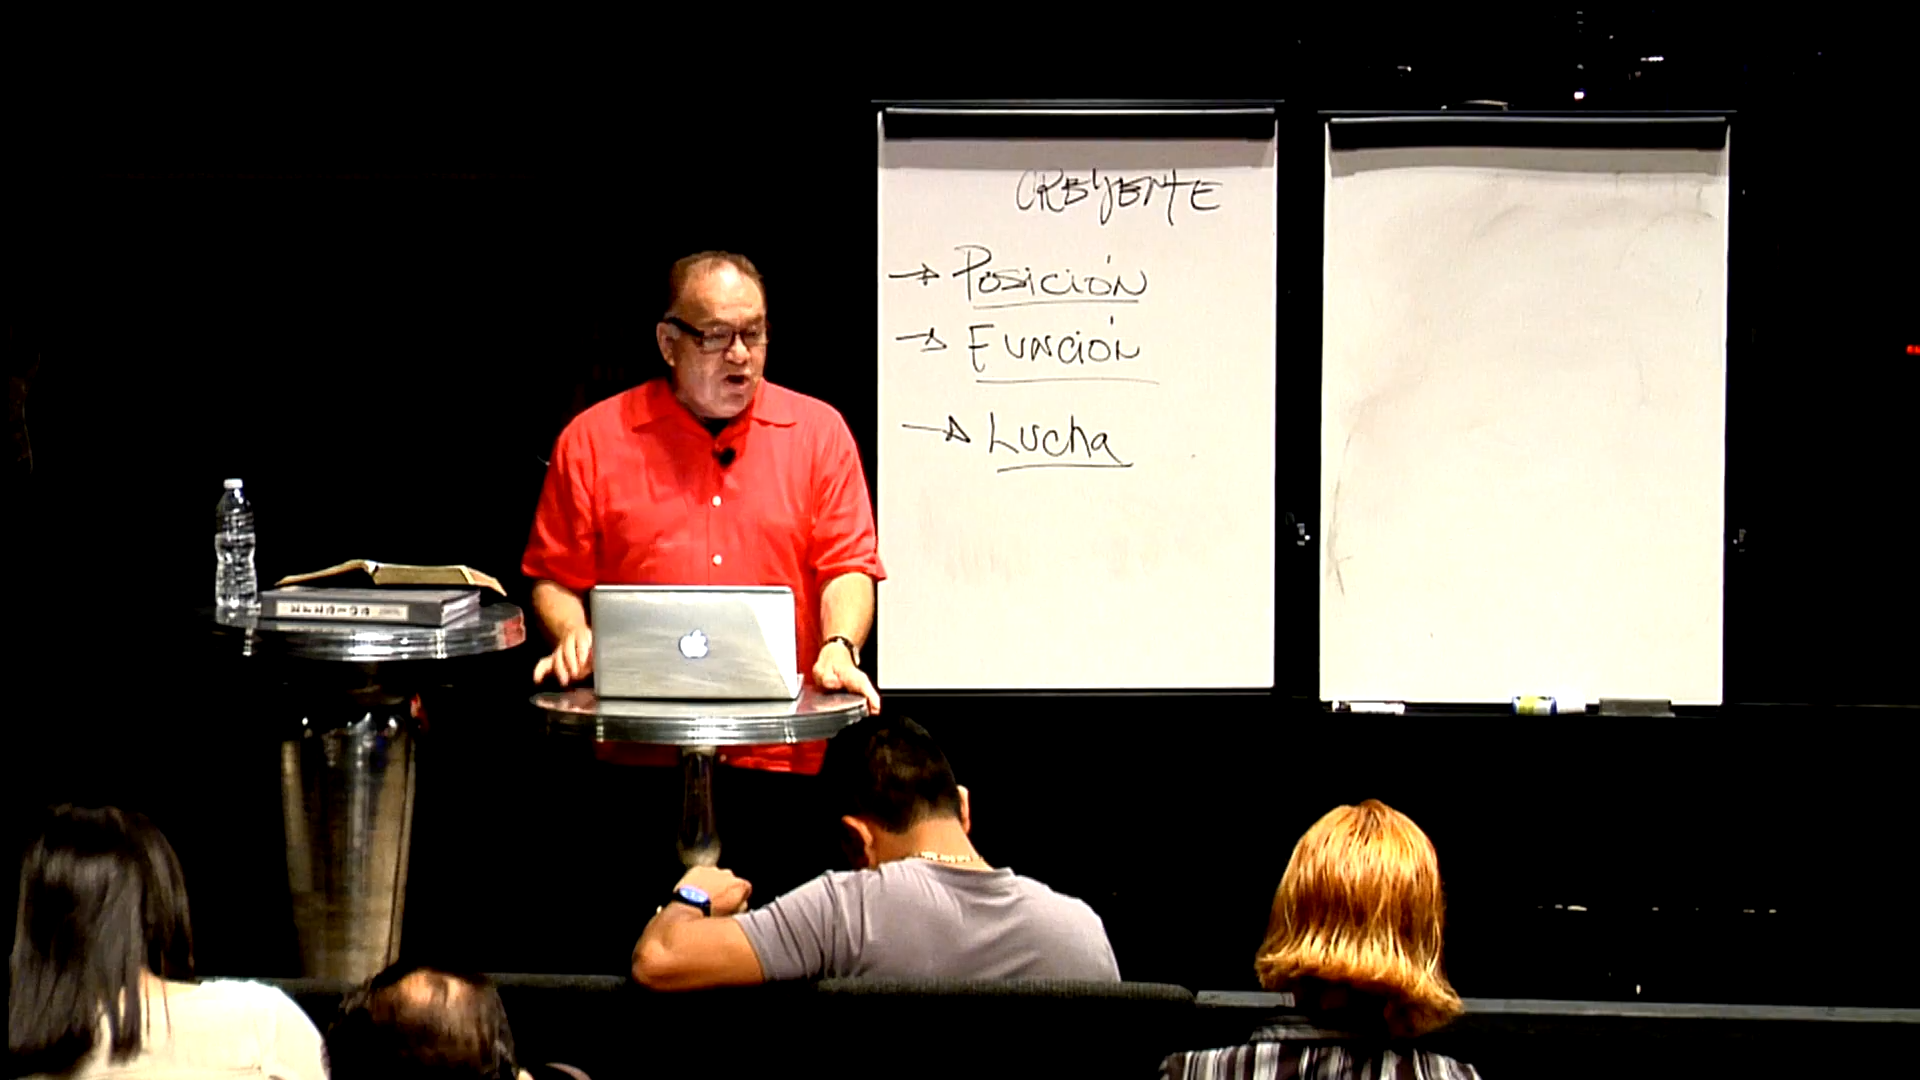 CREYENTE
→ Posición
→ Función
→ Lucha